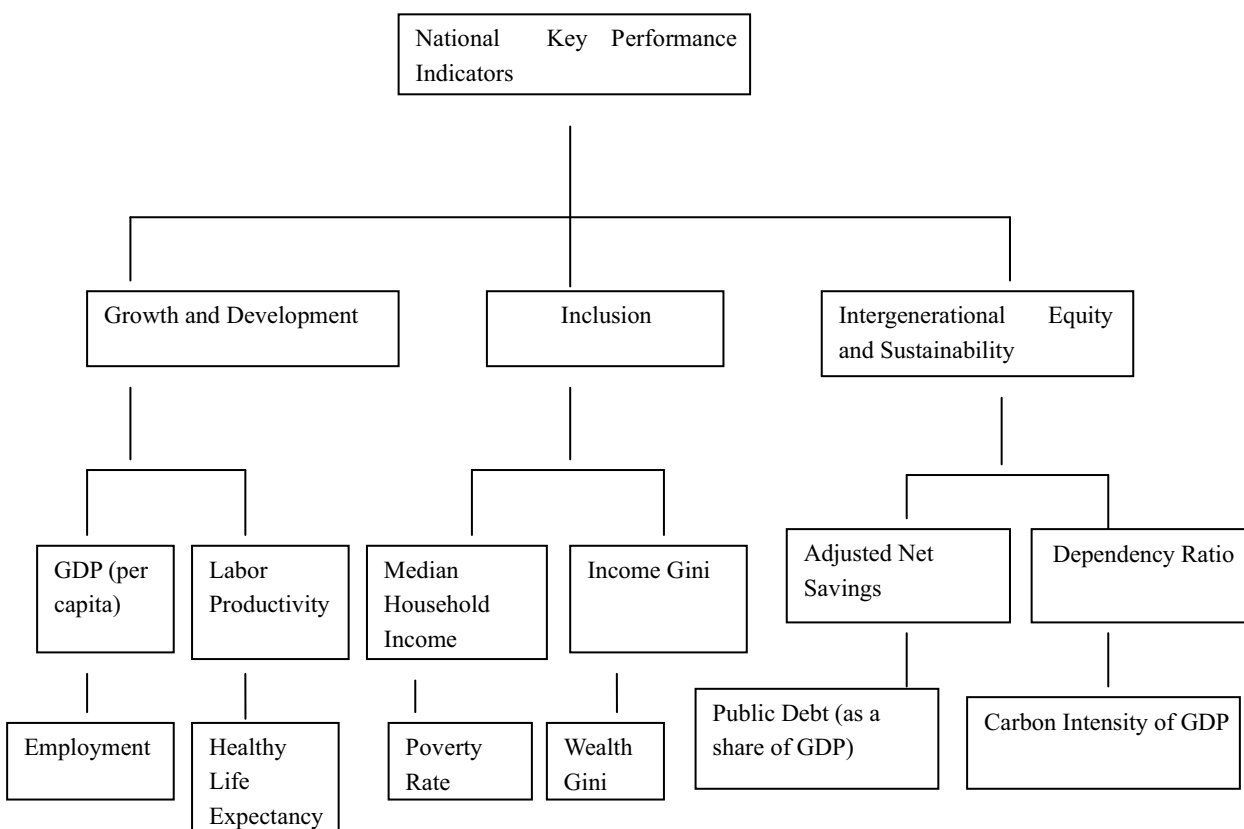 National Key Performance
Indicators
Growth and Development
Inclusion
Intergenerational Equity
and Sustainability
GDP (per
capita)
Labor
Productivity
Median
Household
Income
Income Gini
Adjusted Net
Savings
Dependency Ratio
Employment
Healthy
Life
Expectancy
Poverty
Rate
Wealth
Gini
Public Debt (as a
share of GDP)
Carbon Intensity of GDP